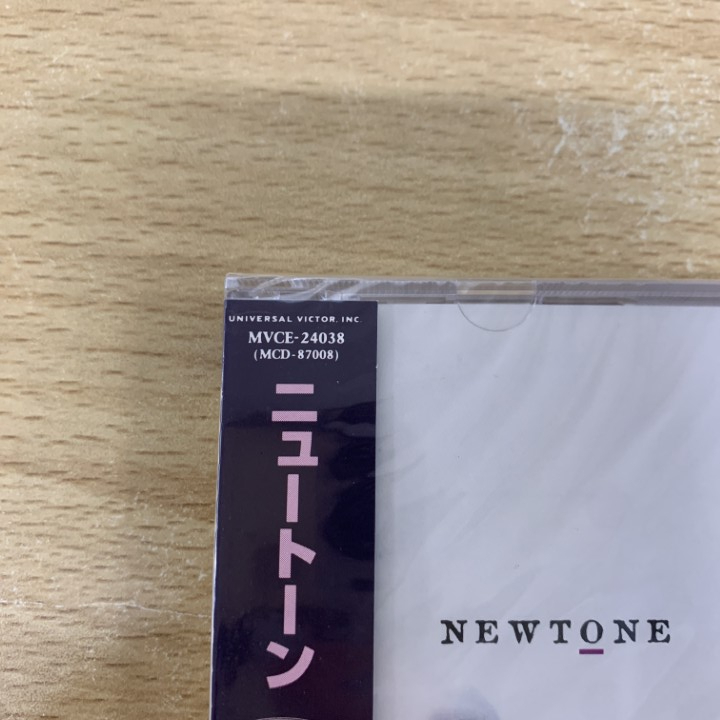 UNIVERSAL VICTOR, INC.
MVCE-24038
(MCD-87008)
ニュートーン
NEWTONE